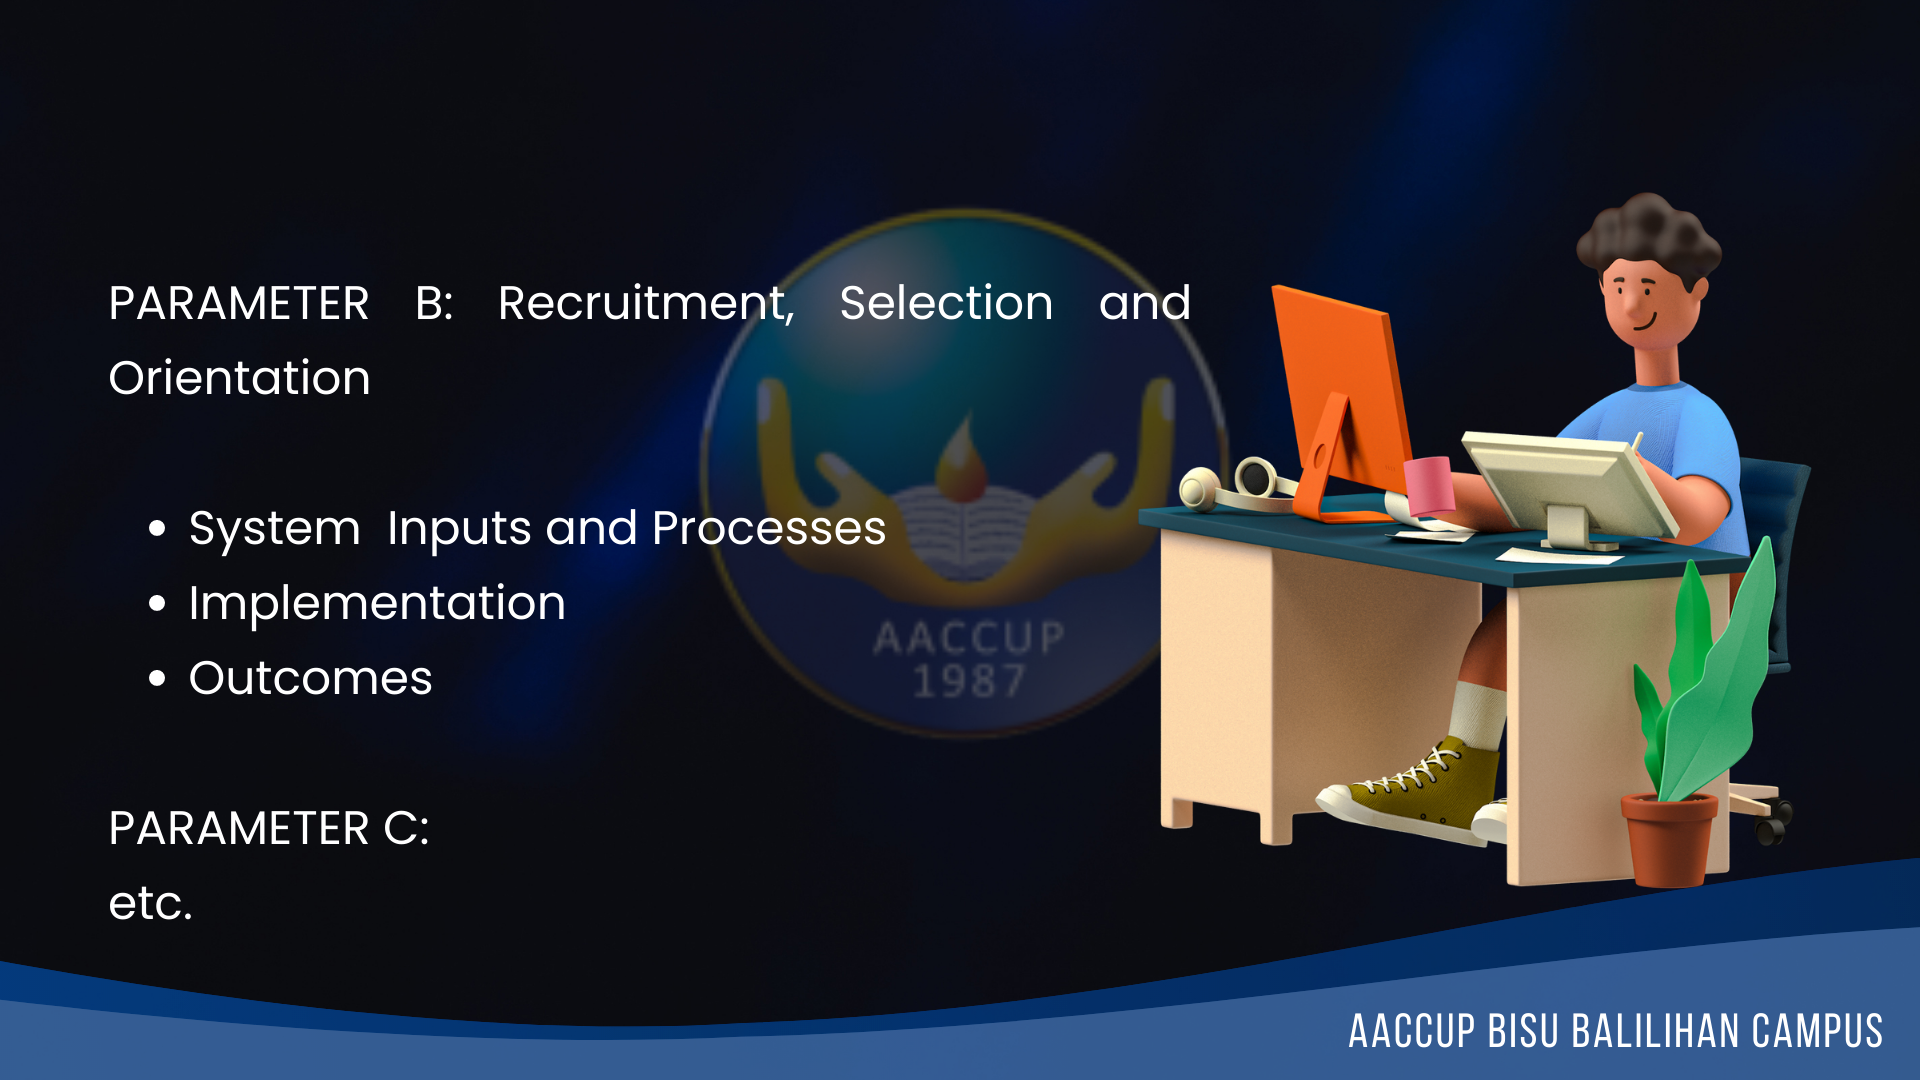 PARAMETER B: Recruitment, Selection and
Orientation
• System Inputs and Processes
• Implementation
• Outcomes
PARAMETER C:
etc.
AACCUP
1987
AACCUP BISU BALILIHAN CAMPUS